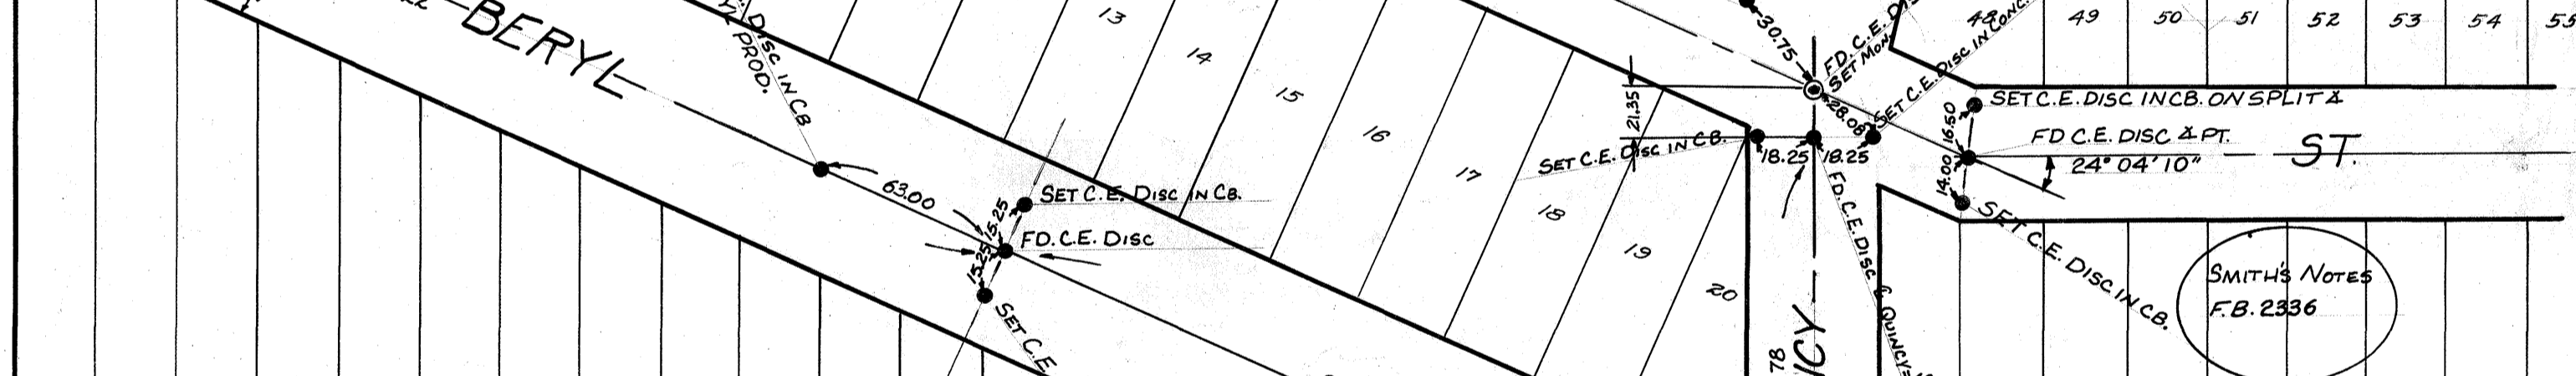 BERYL
DISC IN CB
PROD.
13
14
15
16
17
18
19
20
63.00
15.25
15.25
SET C.E. DISC IN CB.
FD. C.E. DISC
SET C.E
30.75
FD. C.E.
SET MON
28.08
SET C.E. DISC IN CONC.
21.35
SET C.E. DISC IN CB.
18.25
18.25
FD. C.E. DISC ℄ QUINCY
78
48
49
50
51
52
53
54
55
SET C.E. DISC IN CB. ON SPLIT ∡
16.50
14.00
FD C.E. DISC ∡ PT.
24° 04' 10"
ST.
SET C.E. DISC IN CB.
SMITH'S NOTES
F.B. 2336